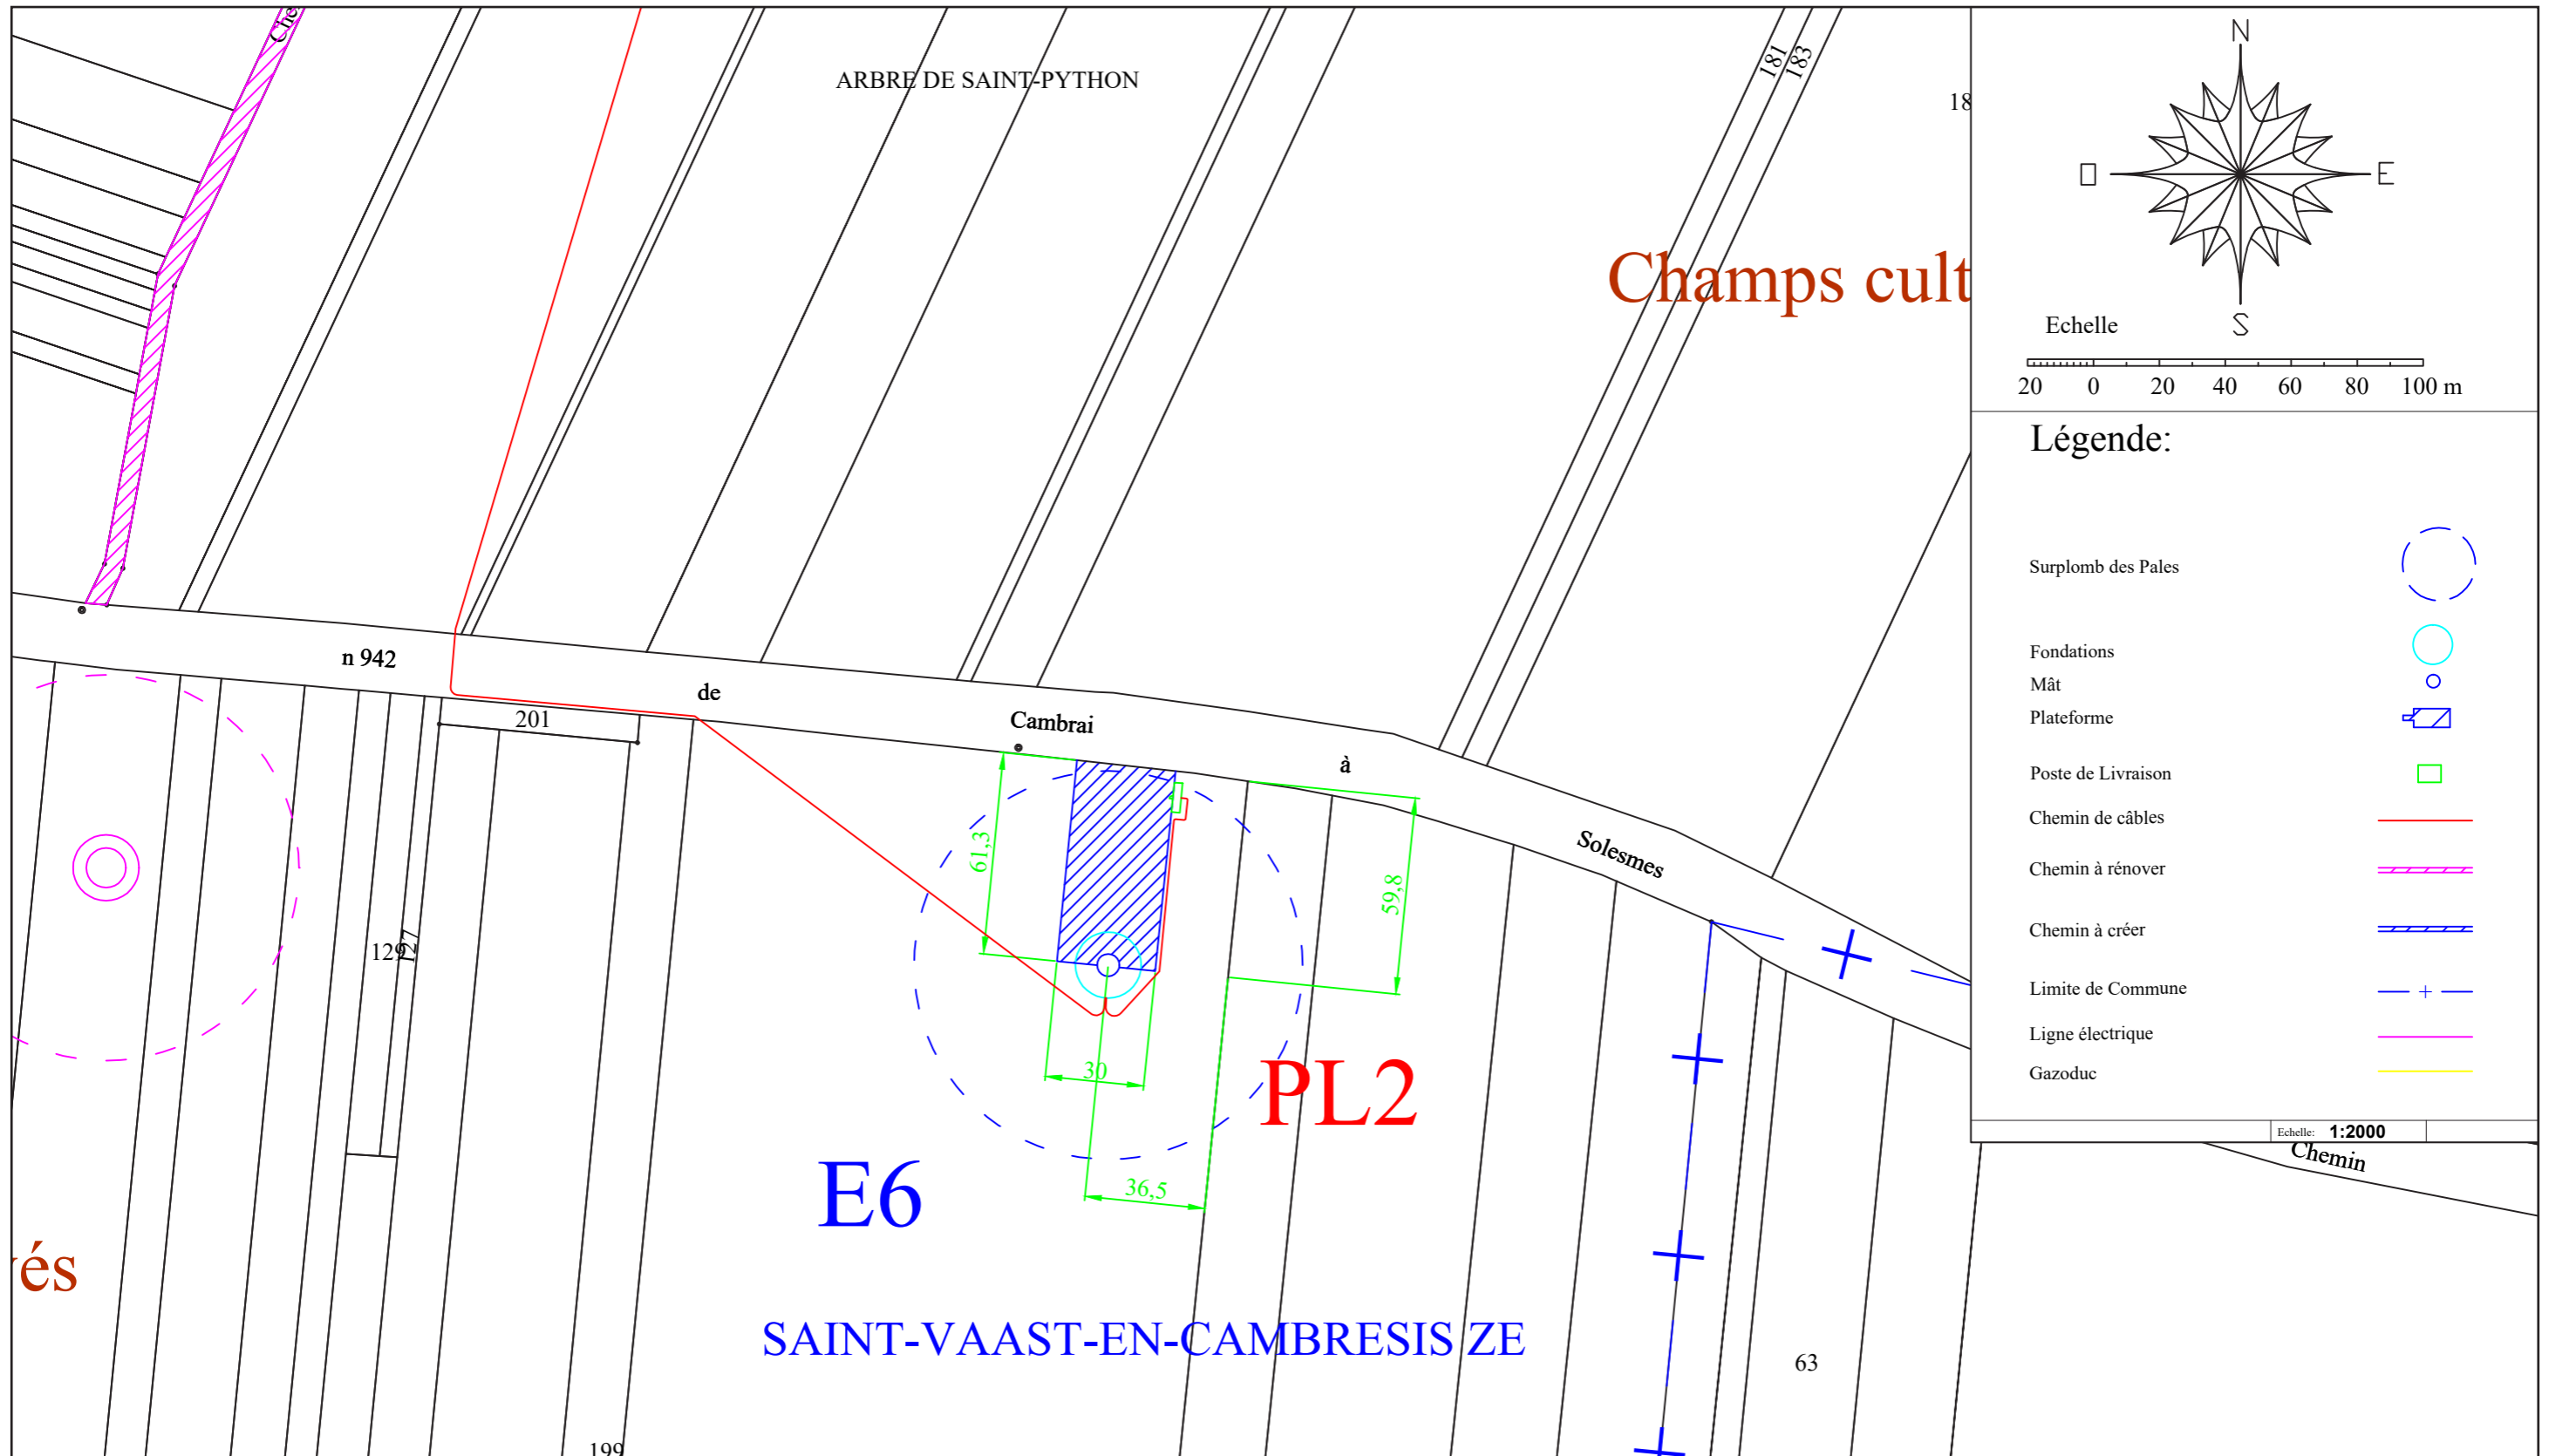 Che
ARBRE DE SAINT-PYTHON
181
183
18
Champs cult
n 942
de
Cambrai
à
Solesmes
201
129
127
61,3
59,8
30
36,5
PL2
E6
vés
SAINT-VAAST-EN-CAMBRESIS ZE
63
199
N
O
E
S
Echelle
20 0 20 40 60 80 100 m
Légende:
Surplomb des Pales
Fondations
Mât
Plateforme
Poste de Livraison
Chemin de câbles
Chemin à rénover
Chemin à créer
Limite de Commune
Ligne électrique
Gazoduc
Echelle: 1:2000
Chemin